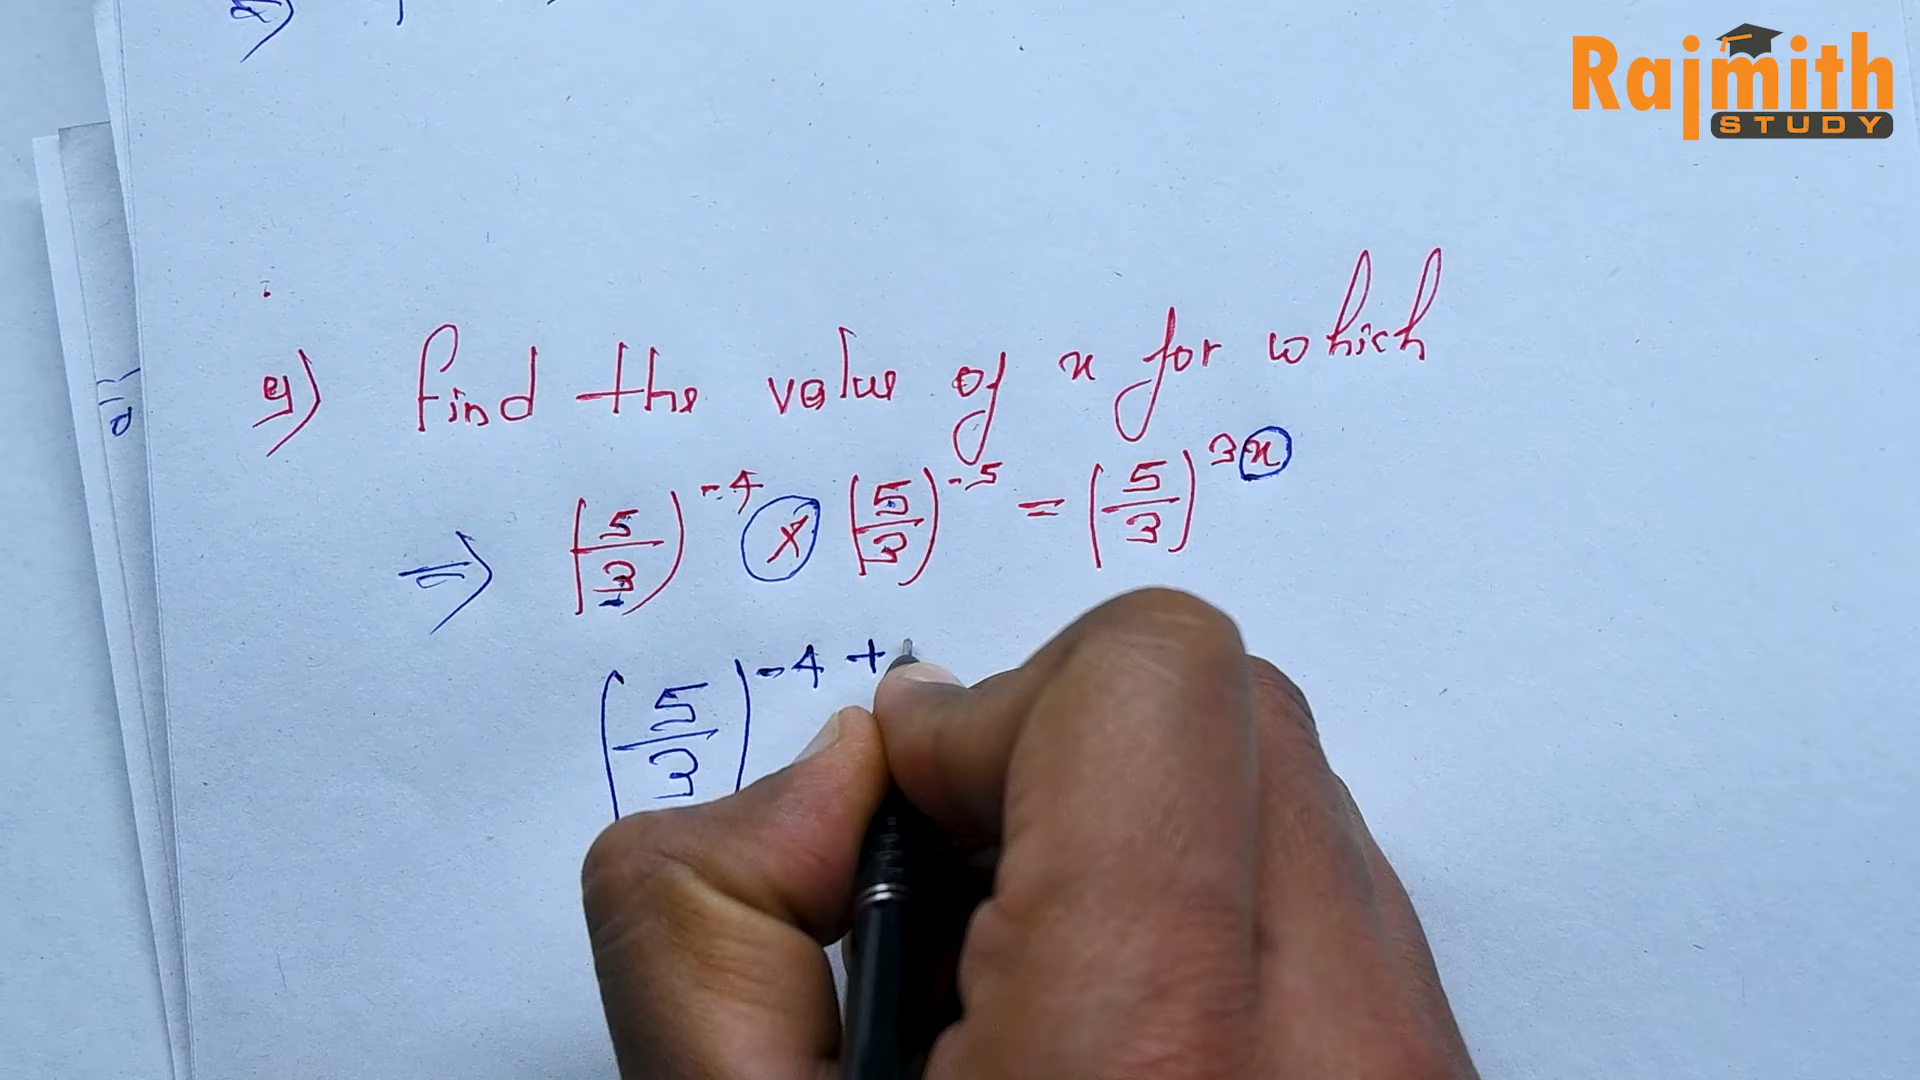 Rajmith
STUDY
9) find the value of x for which
⇒ (5/3)^-4 × (5/3)^-5 = (5/3)^3x
(5/3)^-4 +